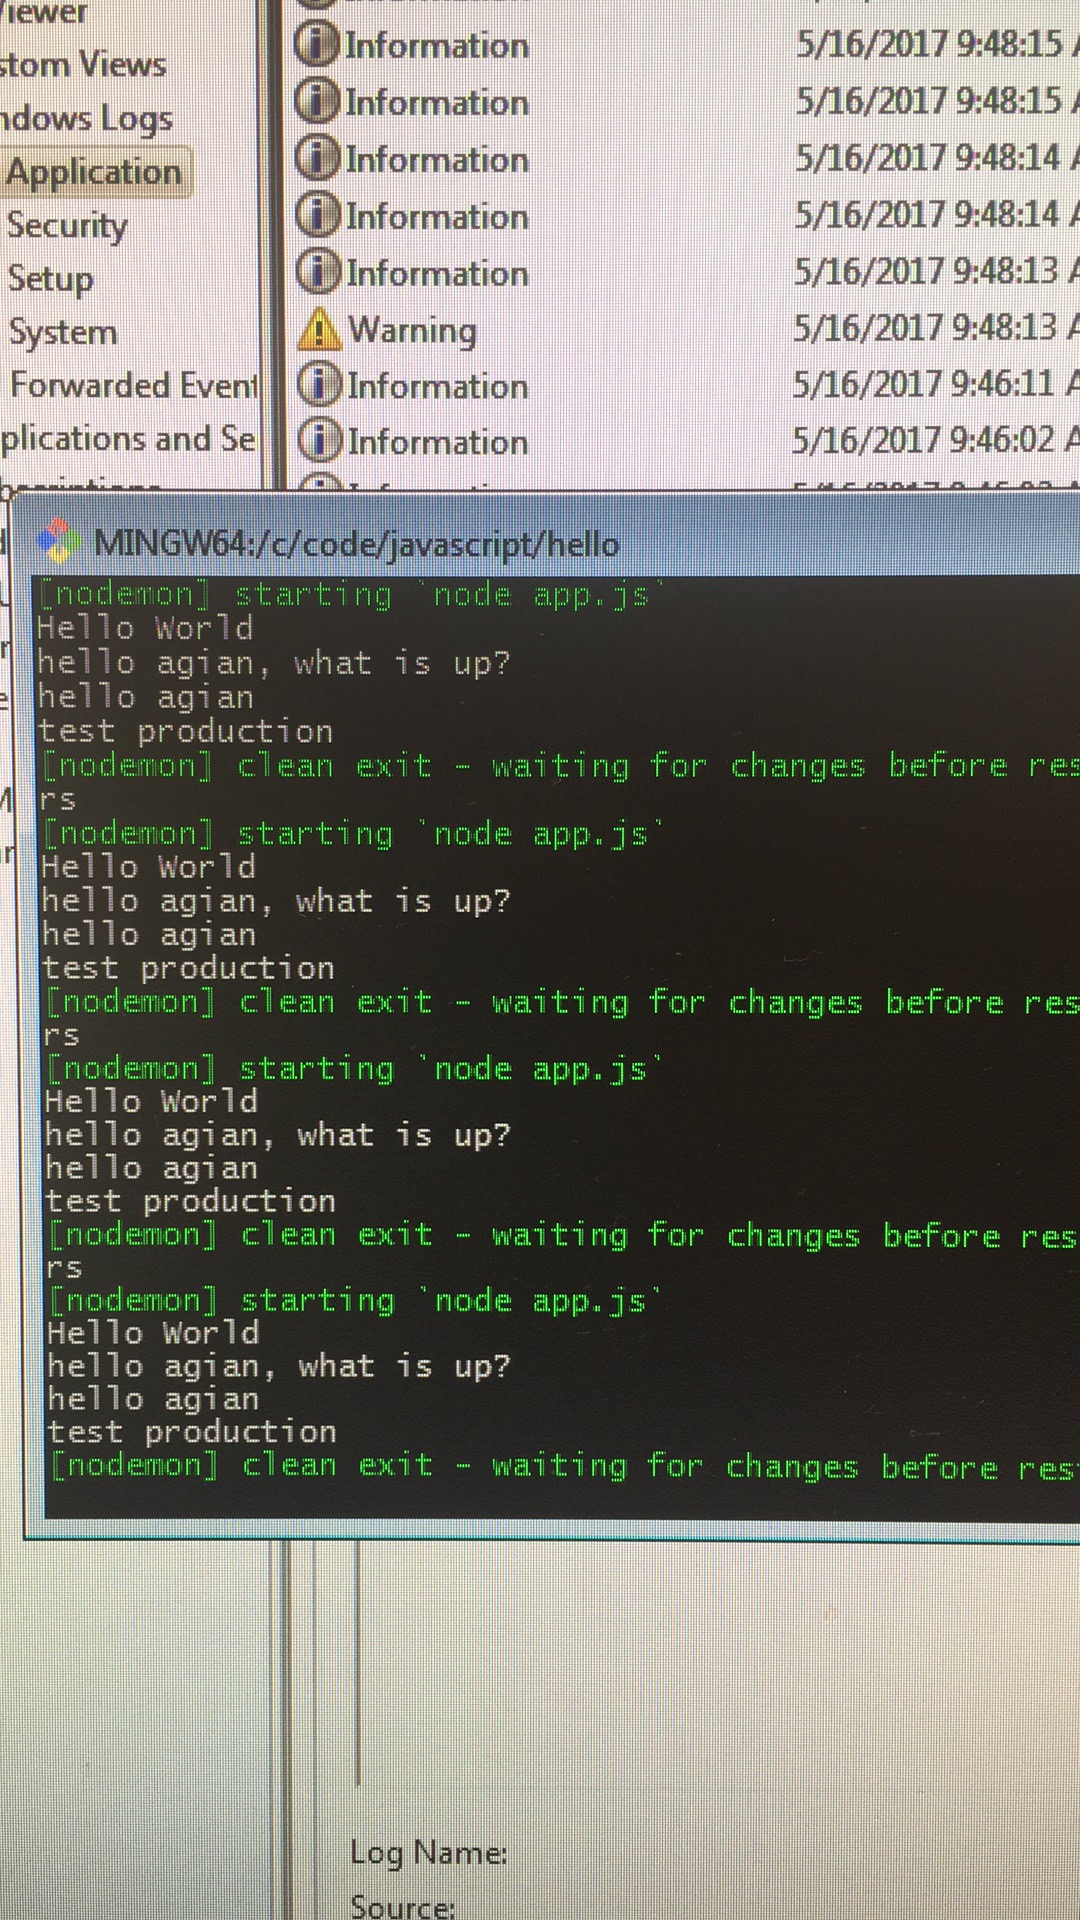 iewer
stom Views
ndows Logs
Application
Security
Setup
System
Forwarded Event
plications and Se
Information 5/16/2017 9:48:15 A
Information 5/16/2017 9:48:15 A
Information 5/16/2017 9:48:14 A
Information 5/16/2017 9:48:14 A
Information 5/16/2017 9:48:13 A
Warning 5/16/2017 9:48:13 A
Information 5/16/2017 9:46:11 A
Information 5/16/2017 9:46:02 A
MINGW64:/c/code/javascript/hello
[nodemon] starting `node app.js`
Hello World
hello agian, what is up?
hello agian
test production
[nodemon] clean exit - waiting for changes before res
rs
[nodemon] starting `node app.js`
Hello World
hello agian, what is up?
hello agian
test production
[nodemon] clean exit - waiting for changes before res
rs
[nodemon] starting `node app.js`
Hello World
hello agian, what is up?
hello agian
test production
[nodemon] clean exit - waiting for changes before res
rs
[nodemon] starting `node app.js`
Hello World
hello agian, what is up?
hello agian
test production
[nodemon] clean exit - waiting for changes before res
Log Name:
Source: